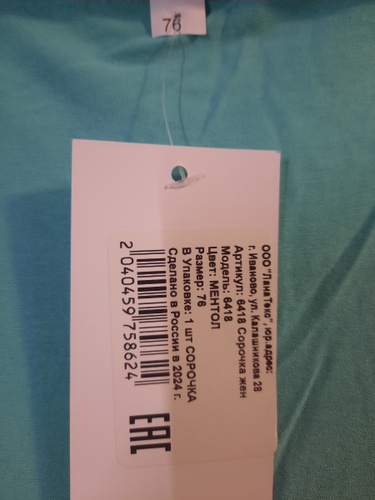 76
ООО "Лана Текс", юр. адрес:
г. Иваново, ул. Калашникова 28
Артикул: 6418 Сорочка жен
Модель: 6418
Цвет: МЕНТОЛ
Размер: 76
В Упаковке: 1 шт СОРОЧКА
Сделано в России в 2024 г.
2 040459 758624
EAC